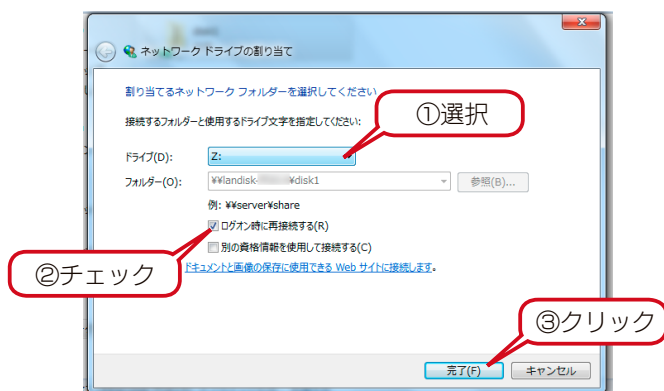 ネットワーク ドライブの割り当て
割り当てるネットワーク フォルダーを選択してください
①選択
接続するフォルダーと使用するドライブ文字を指定してください:
ドライブ(D): Z:
フォルダー(O): ¥¥landisk- ¥disk1 参照(B)...
例: ¥¥server¥share
ログオン時に再接続する(R)
別の資格情報を使用して接続する(C)
②チェック
ドキュメントと画像の保存に使用できる Web サイトに接続します。
③クリック
完了(F) キャンセル